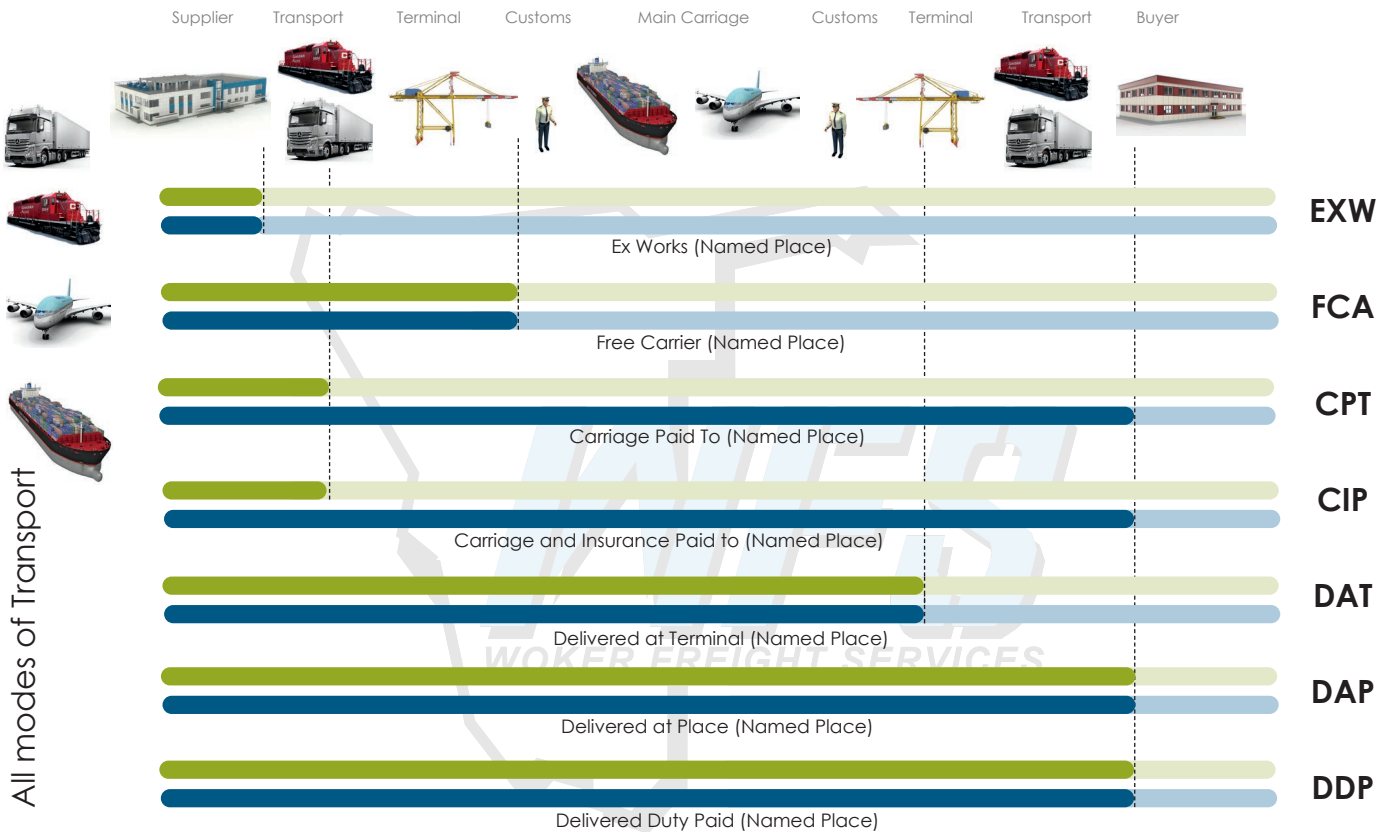 Supplier Transport Terminal Customs Main Carriage Customs Terminal Transport Buyer
EXW
Ex Works (Named Place)
FCA
Free Carrier (Named Place)
CPT
Carriage Paid To (Named Place)
CIP
Carriage and Insurance Paid to (Named Place)
DAT
Delivered at Terminal (Named Place)
WFS
WOKER FREIGHT SERVICES
DAP
Delivered at Place (Named Place)
DDP
Delivered Duty Paid (Named Place)
All modes of Transport